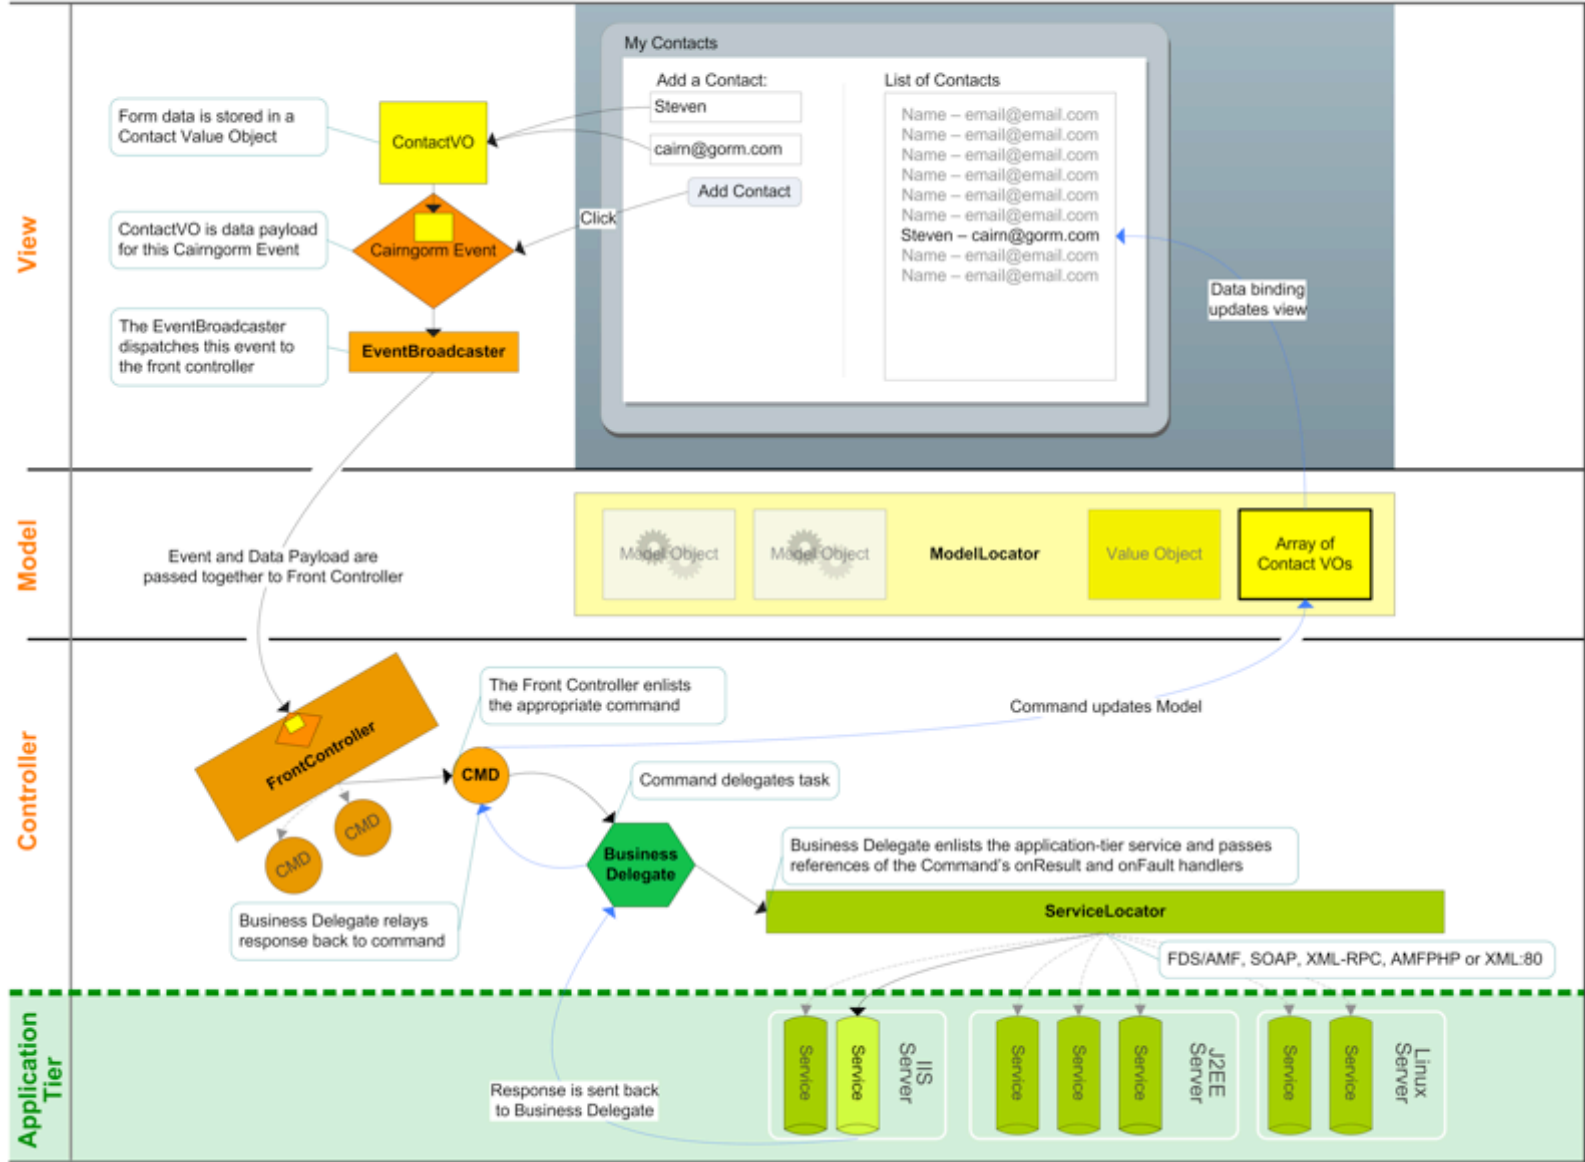 View
Form data is stored in a
Contact Value Object
ContactVO
ContactVO is data payload
for this Cairngorm Event
Cairngorm Event
The EventBroadcaster
dispatches this event to
the front controller
EventBroadcaster
My Contacts
Add a Contact:
Steven
cairn@gorm.com
Add Contact
Click
List of Contacts
Name – email@email.com
Name – email@email.com
Name – email@email.com
Name – email@email.com
Name – email@email.com
Name – email@email.com
Steven – cairn@gorm.com
Name – email@email.com
Name – email@email.com
Data binding
updates view
Model
Event and Data Payload are
passed together to Front Controller
Model Object
Model Object
ModelLocator
Value Object
Array of
Contact VOs
Controller
FrontController
The Front Controller enlists
the appropriate command
Command updates Model
CMD
CMD
CMD
Command delegates task
Business
Delegate
Business Delegate enlists the application-tier service and passes
references of the Command's onResult and onFault handlers
Business Delegate relays
response back to command
ServiceLocator
FDS/AMF, SOAP, XML-RPC, AMFPHP or XML:80
Application
Tier
Response is sent back
to Business Delegate
Service
Service
IIS
Server
Service
Service
Service
J2EE
Server
Service
Service
Linux
Server